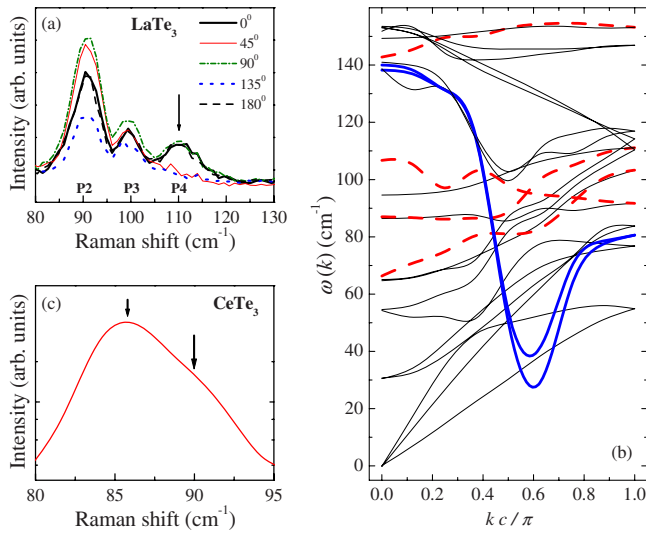 (a) LaTe₃
0⁰
45⁰
90⁰
135⁰
180⁰
P2 P3 P4
80 90 100 110 120 130
Raman shift (cm⁻¹)
Intensity (arb. units)
(c) CeTe₃
80 85 90 95
Raman shift (cm⁻¹)
Intensity (arb. units)
140
120
100
80
60
40
20
0
ω(k) (cm⁻¹)
(b)
0.0 0.2 0.4 0.6 0.8 1.0
k c / π